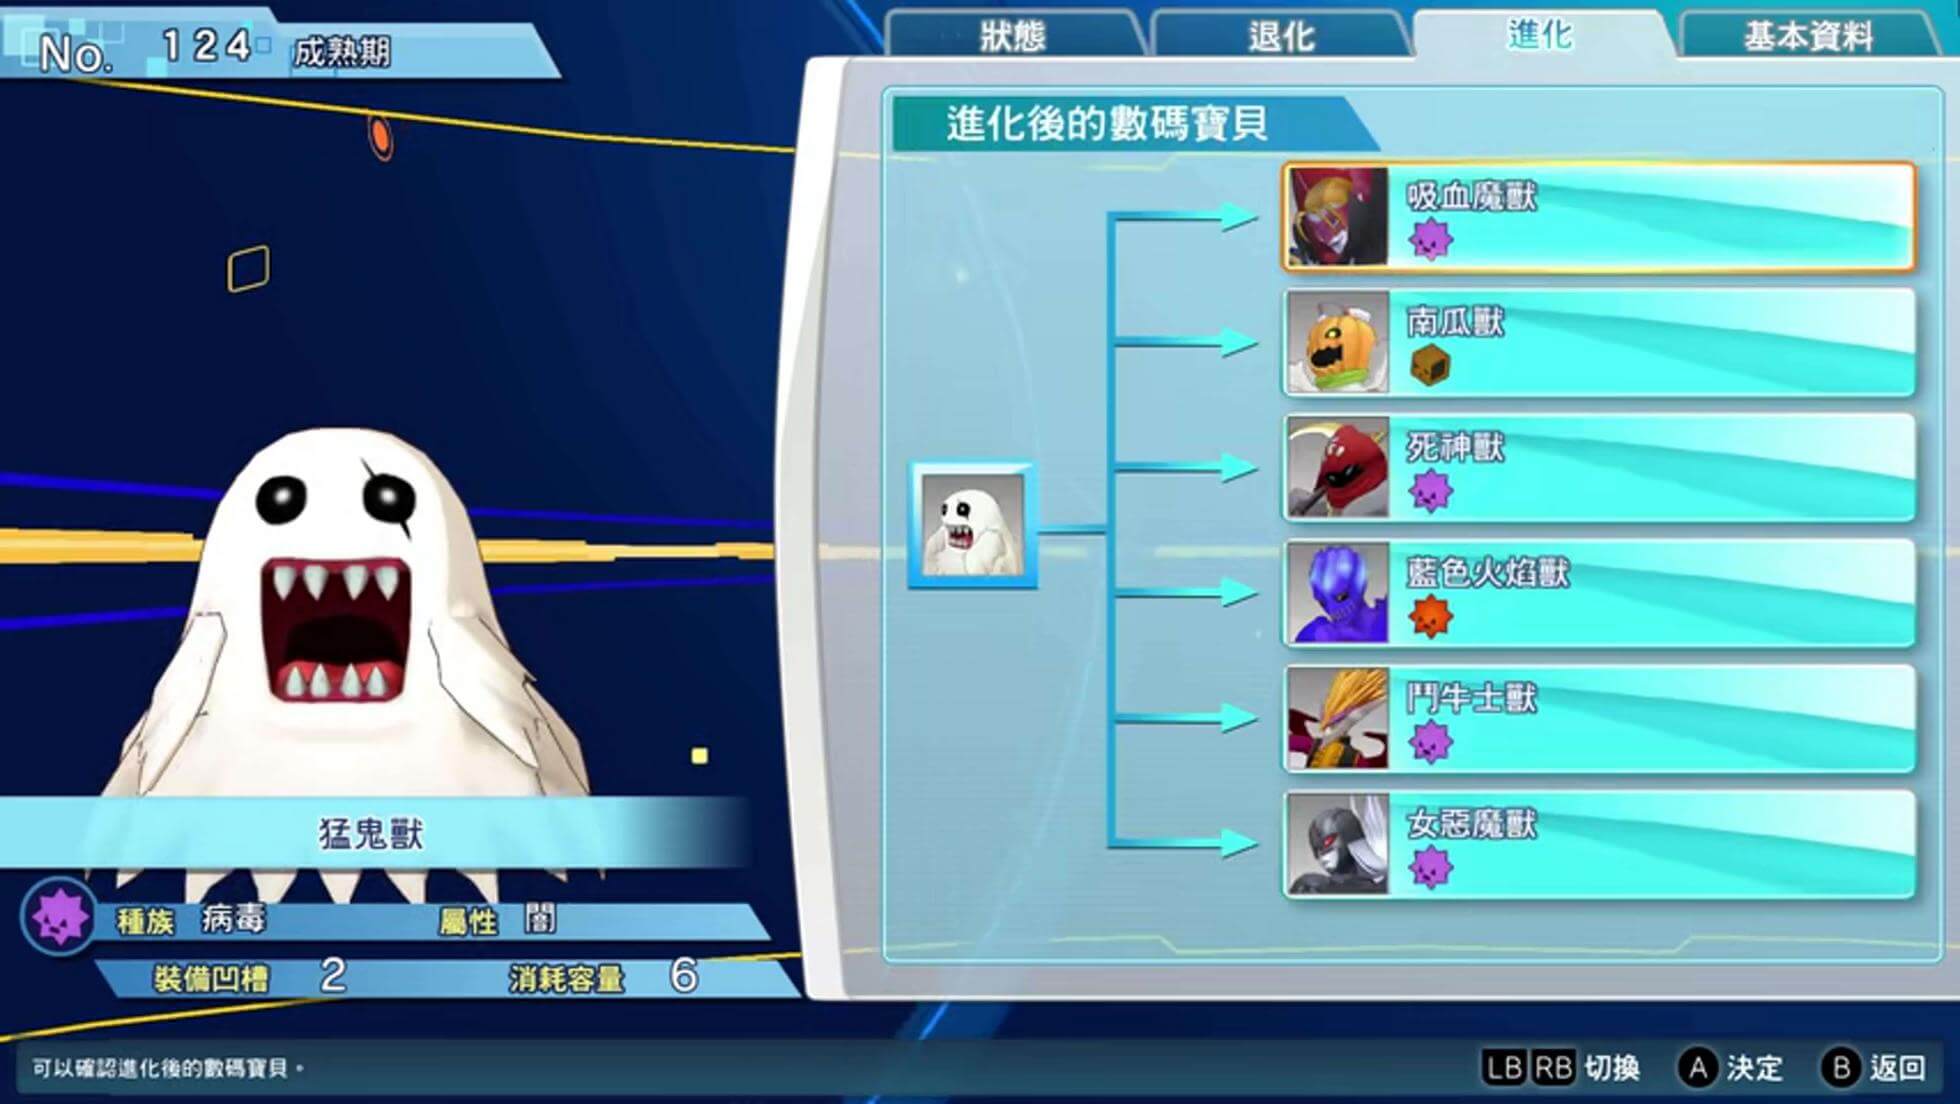 No. 124 成熟期
狀態 退化 進化 基本資料
進化後的數碼寶貝
吸血魔獸
南瓜獸
死神獸
藍色火焰獸
鬥牛士獸
女惡魔獸
猛鬼獸
種族 病毒 屬性 闇
裝備凹槽 2 消耗容量 6
可以確認進化後的數碼寶貝。
LB RB 切換 A 決定 B 返回